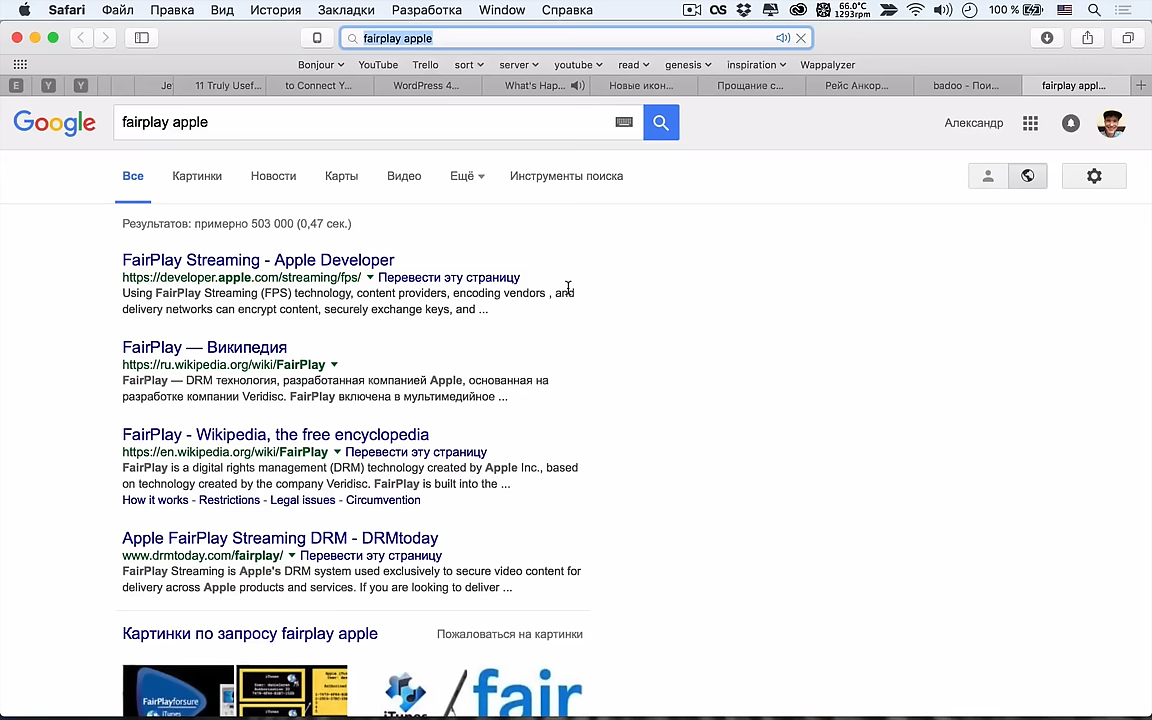 Safari Файл Правка Вид История Закладки Разработка Window Справка 66.0°C 1293rpm 100 %
fairplay apple
Bonjour YouTube Trello sort server youtube read genesis inspiration Wappalyzer
E Y Y Je 11 Truly Usef... to Connect Y... WordPress 4... What's Hap... Новые икон... Прощание с... Рейс Анкор... badoo - Пои... fairplay appl...
Google fairplay apple Александр
Все Картинки Новости Карты Видео Ещё Инструменты поиска
Результатов: примерно 503 000 (0,47 сек.)
FairPlay Streaming - Apple Developer
https://developer.apple.com/streaming/fps/ Перевести эту страницу
Using FairPlay Streaming (FPS) technology, content providers, encoding vendors , and
delivery networks can encrypt content, securely exchange keys, and ...
FairPlay — Википедия
https://ru.wikipedia.org/wiki/FairPlay
FairPlay — DRM технология, разработанная компанией Apple, основанная на
разработке компании Veridisc. FairPlay включена в мультимедийное ...
FairPlay - Wikipedia, the free encyclopedia
https://en.wikipedia.org/wiki/FairPlay Перевести эту страницу
FairPlay is a digital rights management (DRM) technology created by Apple Inc., based
on technology created by the company Veridisc. FairPlay is built into the ...
How it works - Restrictions - Legal issues - Circumvention
Apple FairPlay Streaming DRM - DRMtoday
www.drmtoday.com/fairplay/ Перевести эту страницу
FairPlay Streaming is Apple's DRM system used exclusively to secure video content for
delivery across Apple products and services. If you are looking to deliver ...
Картинки по запросу fairplay apple Пожаловаться на картинки
FairPlayforsure
iTunes
fair